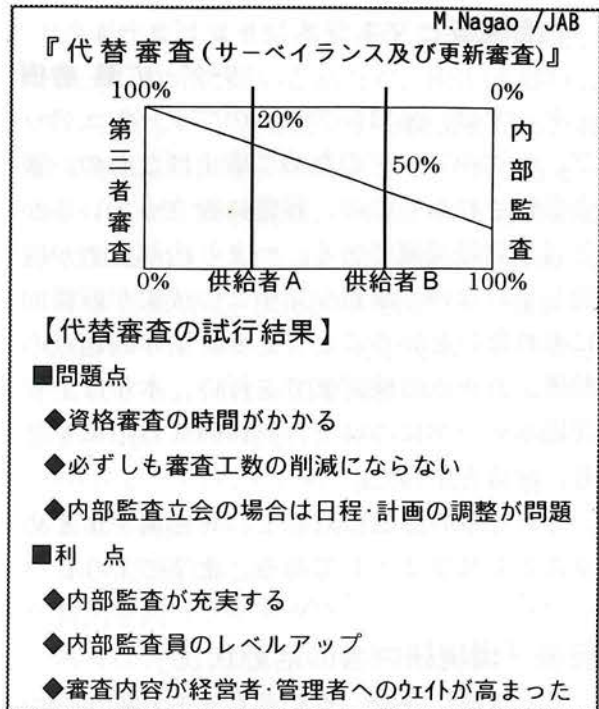 M.Nagao /JAB
『代替審査(サーベイランス及び更新審査)』
100% 0%
20%
50%
第三者審査
内部監査
0% 供給者A 供給者B 100%
【代替審査の試行結果】
■問題点
◆資格審査の時間がかかる
◆必ずしも審査工数の削減にならない
◆内部監査立会の場合は日程·計画の調整が問題
■利 点
◆内部監査が充実する
◆内部監査員のレベルアップ
◆審査内容が経営者·管理者へのウェイトが高まった